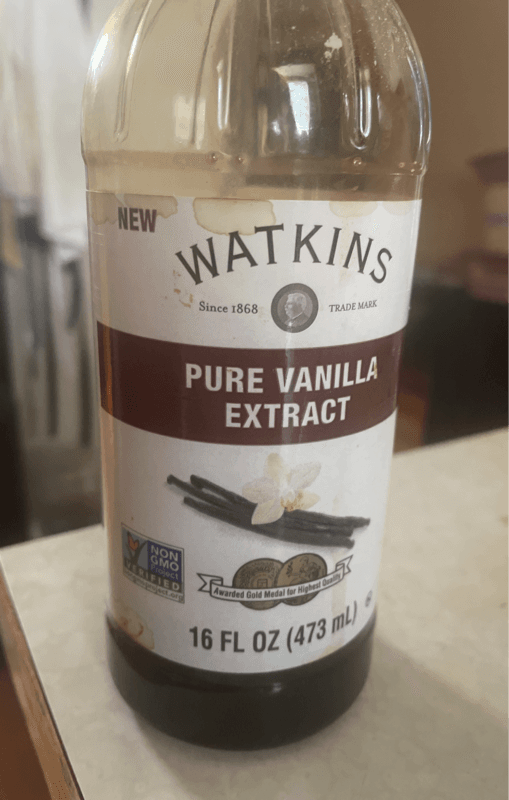 NEW
WATKINS
Since 1868
TRADE MARK
PURE VANILLA
EXTRACT
NON
GMO
Project
VERIFIED
Awarded Gold Medal for Highest Quality
16 FL OZ (473 mL)